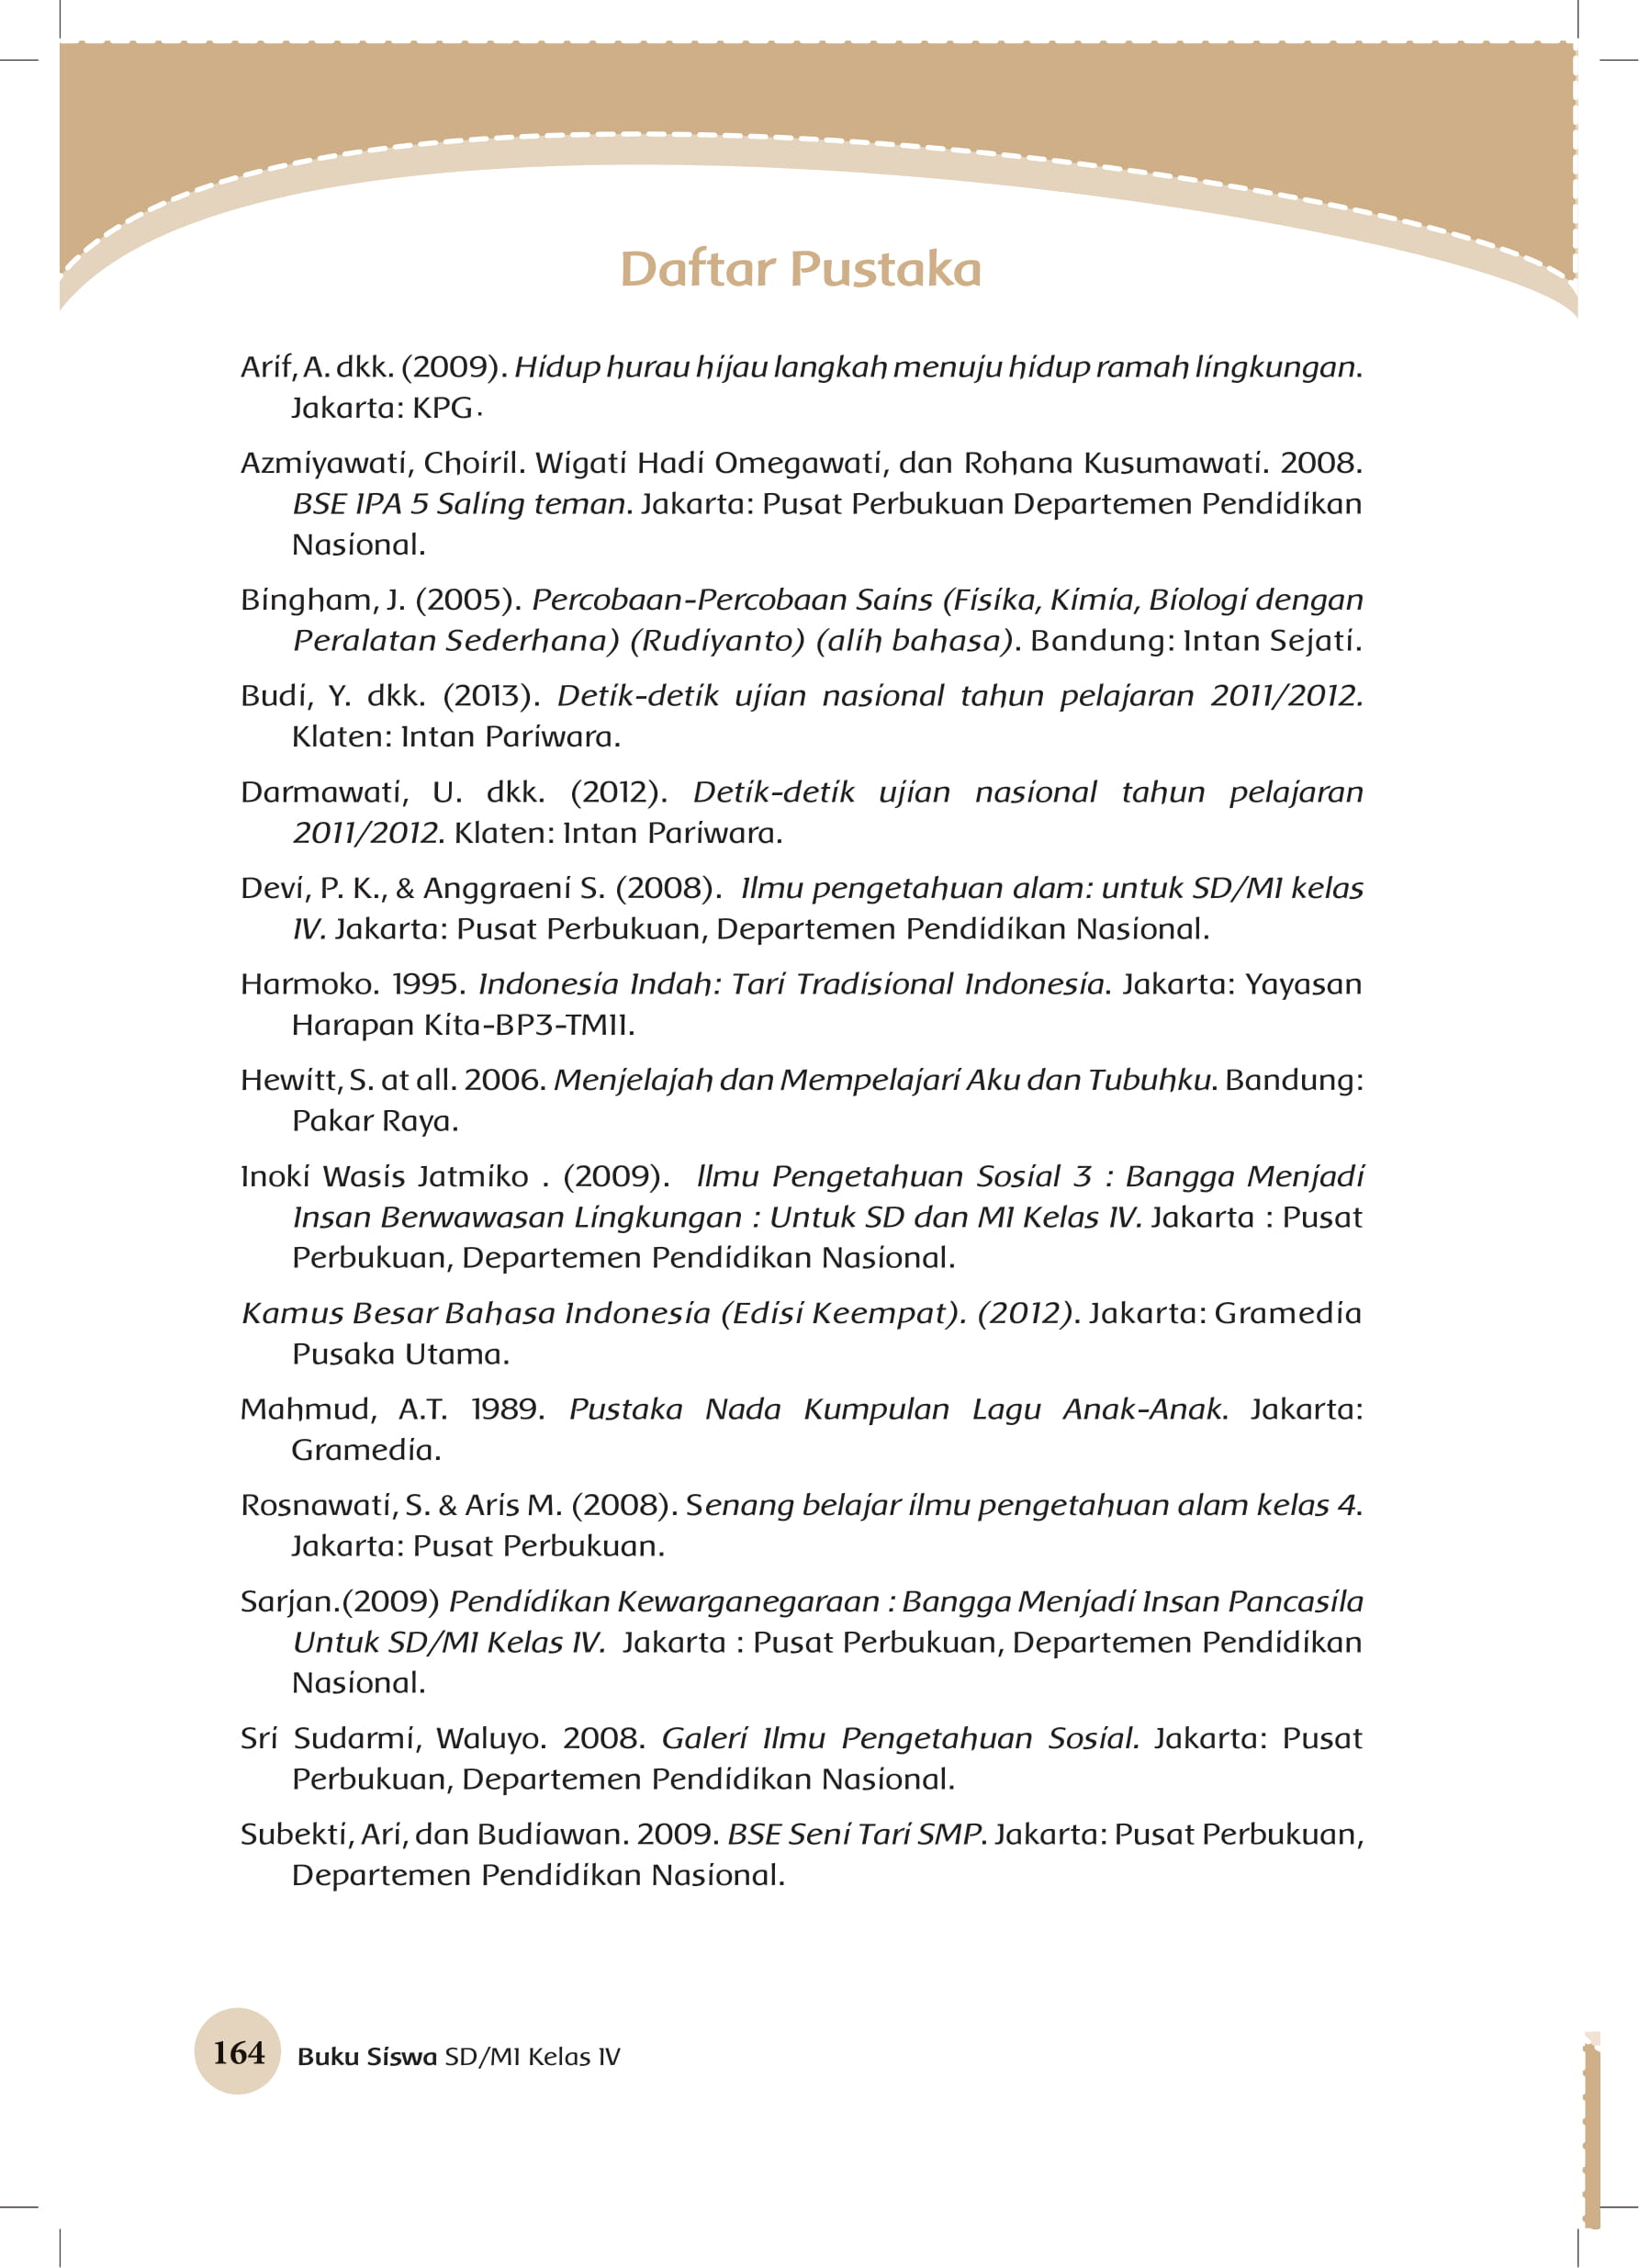 Daftar Pustaka
Arif, A. dkk. (2009). Hidup hurau hijau langkah menuju hidup ramah lingkungan.
Jakarta: KPG.
Azmiyawati, Choiril. Wigati Hadi Omegawati, dan Rohana Kusumawati. 2008.
BSE IPA 5 Saling teman. Jakarta: Pusat Perbukuan Departemen Pendidikan
Nasional.
Bingham, J. (2005). Percobaan-Percobaan Sains (Fisika, Kimia, Biologi dengan
Peralatan Sederhana) (Rudiyanto) (alih bahasa). Bandung: Intan Sejati.
Budi, Y. dkk. (2013). Detik-detik ujian nasional tahun pelajaran 2011/2012.
Klaten: Intan Pariwara.
Darmawati, U. dkk. (2012). Detik-detik ujian nasional tahun pelajaran
2011/2012. Klaten: Intan Pariwara.
Devi, P. K., & Anggraeni S. (2008). Ilmu pengetahuan alam: untuk SD/MI kelas
IV. Jakarta: Pusat Perbukuan, Departemen Pendidikan Nasional.
Harmoko. 1995. Indonesia Indah: Tari Tradisional Indonesia. Jakarta: Yayasan
Harapan Kita-BP3-TMII.
Hewitt, S. at all. 2006. Menjelajah dan Mempelajari Aku dan Tubuhku. Bandung:
Pakar Raya.
Inoki Wasis Jatmiko . (2009). Ilmu Pengetahuan Sosial 3 : Bangga Menjadi
Insan Berwawasan Lingkungan : Untuk SD dan MI Kelas IV. Jakarta : Pusat
Perbukuan, Departemen Pendidikan Nasional.
Kamus Besar Bahasa Indonesia (Edisi Keempat). (2012). Jakarta: Gramedia
Pusaka Utama.
Mahmud, A.T. 1989. Pustaka Nada Kumpulan Lagu Anak-Anak. Jakarta:
Gramedia.
Rosnawati, S. & Aris M. (2008). Senang belajar ilmu pengetahuan alam kelas 4.
Jakarta: Pusat Perbukuan.
Sarjan.(2009) Pendidikan Kewarganegaraan : Bangga Menjadi Insan Pancasila
Untuk SD/MI Kelas IV. Jakarta : Pusat Perbukuan, Departemen Pendidikan
Nasional.
Sri Sudarmi, Waluyo. 2008. Galeri Ilmu Pengetahuan Sosial. Jakarta: Pusat
Perbukuan, Departemen Pendidikan Nasional.
Subekti, Ari, dan Budiawan. 2009. BSE Seni Tari SMP. Jakarta: Pusat Perbukuan,
Departemen Pendidikan Nasional.
164 Buku Siswa SD/MI Kelas IV